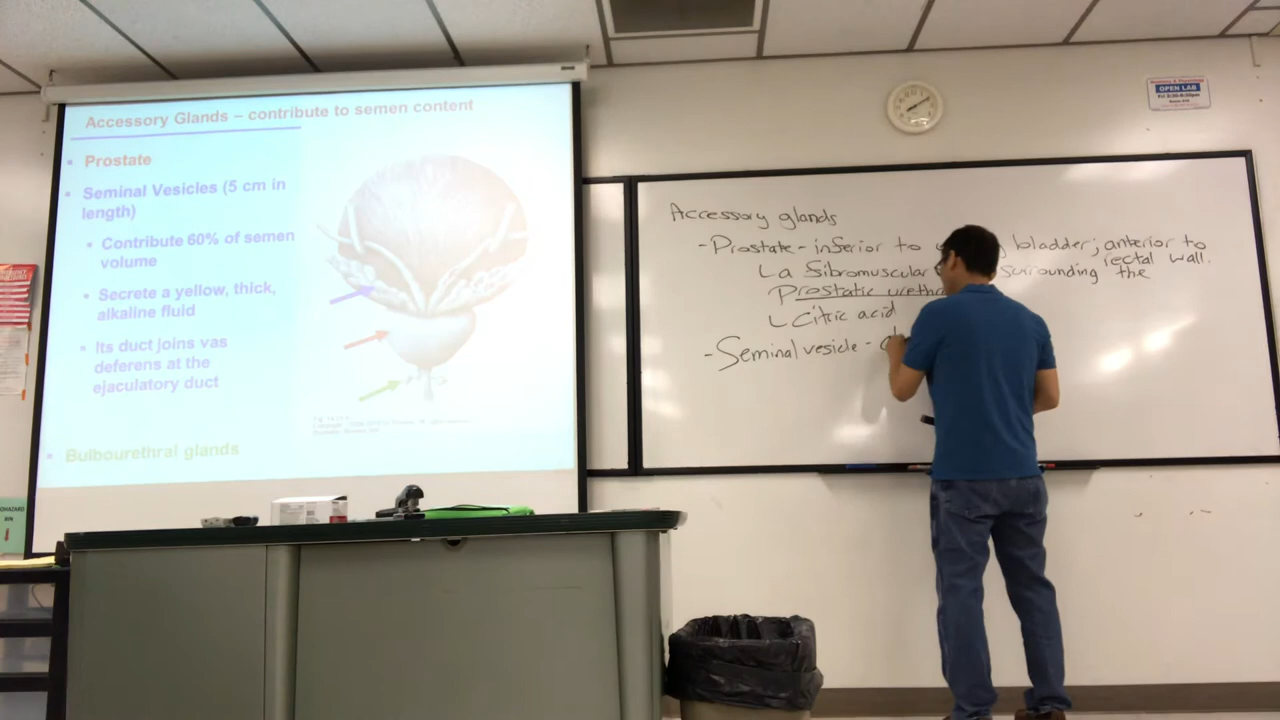 Accessory Glands – contribute to semen content
Prostate
Seminal Vesicles (5 cm in
length)
Contribute 60% of semen
volume
Secrete a yellow, thick,
alkaline fluid
Its duct joins vas
deferens at the
ejaculatory duct
Bulbourethral glands
OPEN LAB
Accessory glands
-Prostate - inferior to bladder; anterior to
rectal wall.
a fibromuscular surrounding the
Prostatic urethr
Citric acid
-Seminal vesicle -
BIOHAZARD
BIN